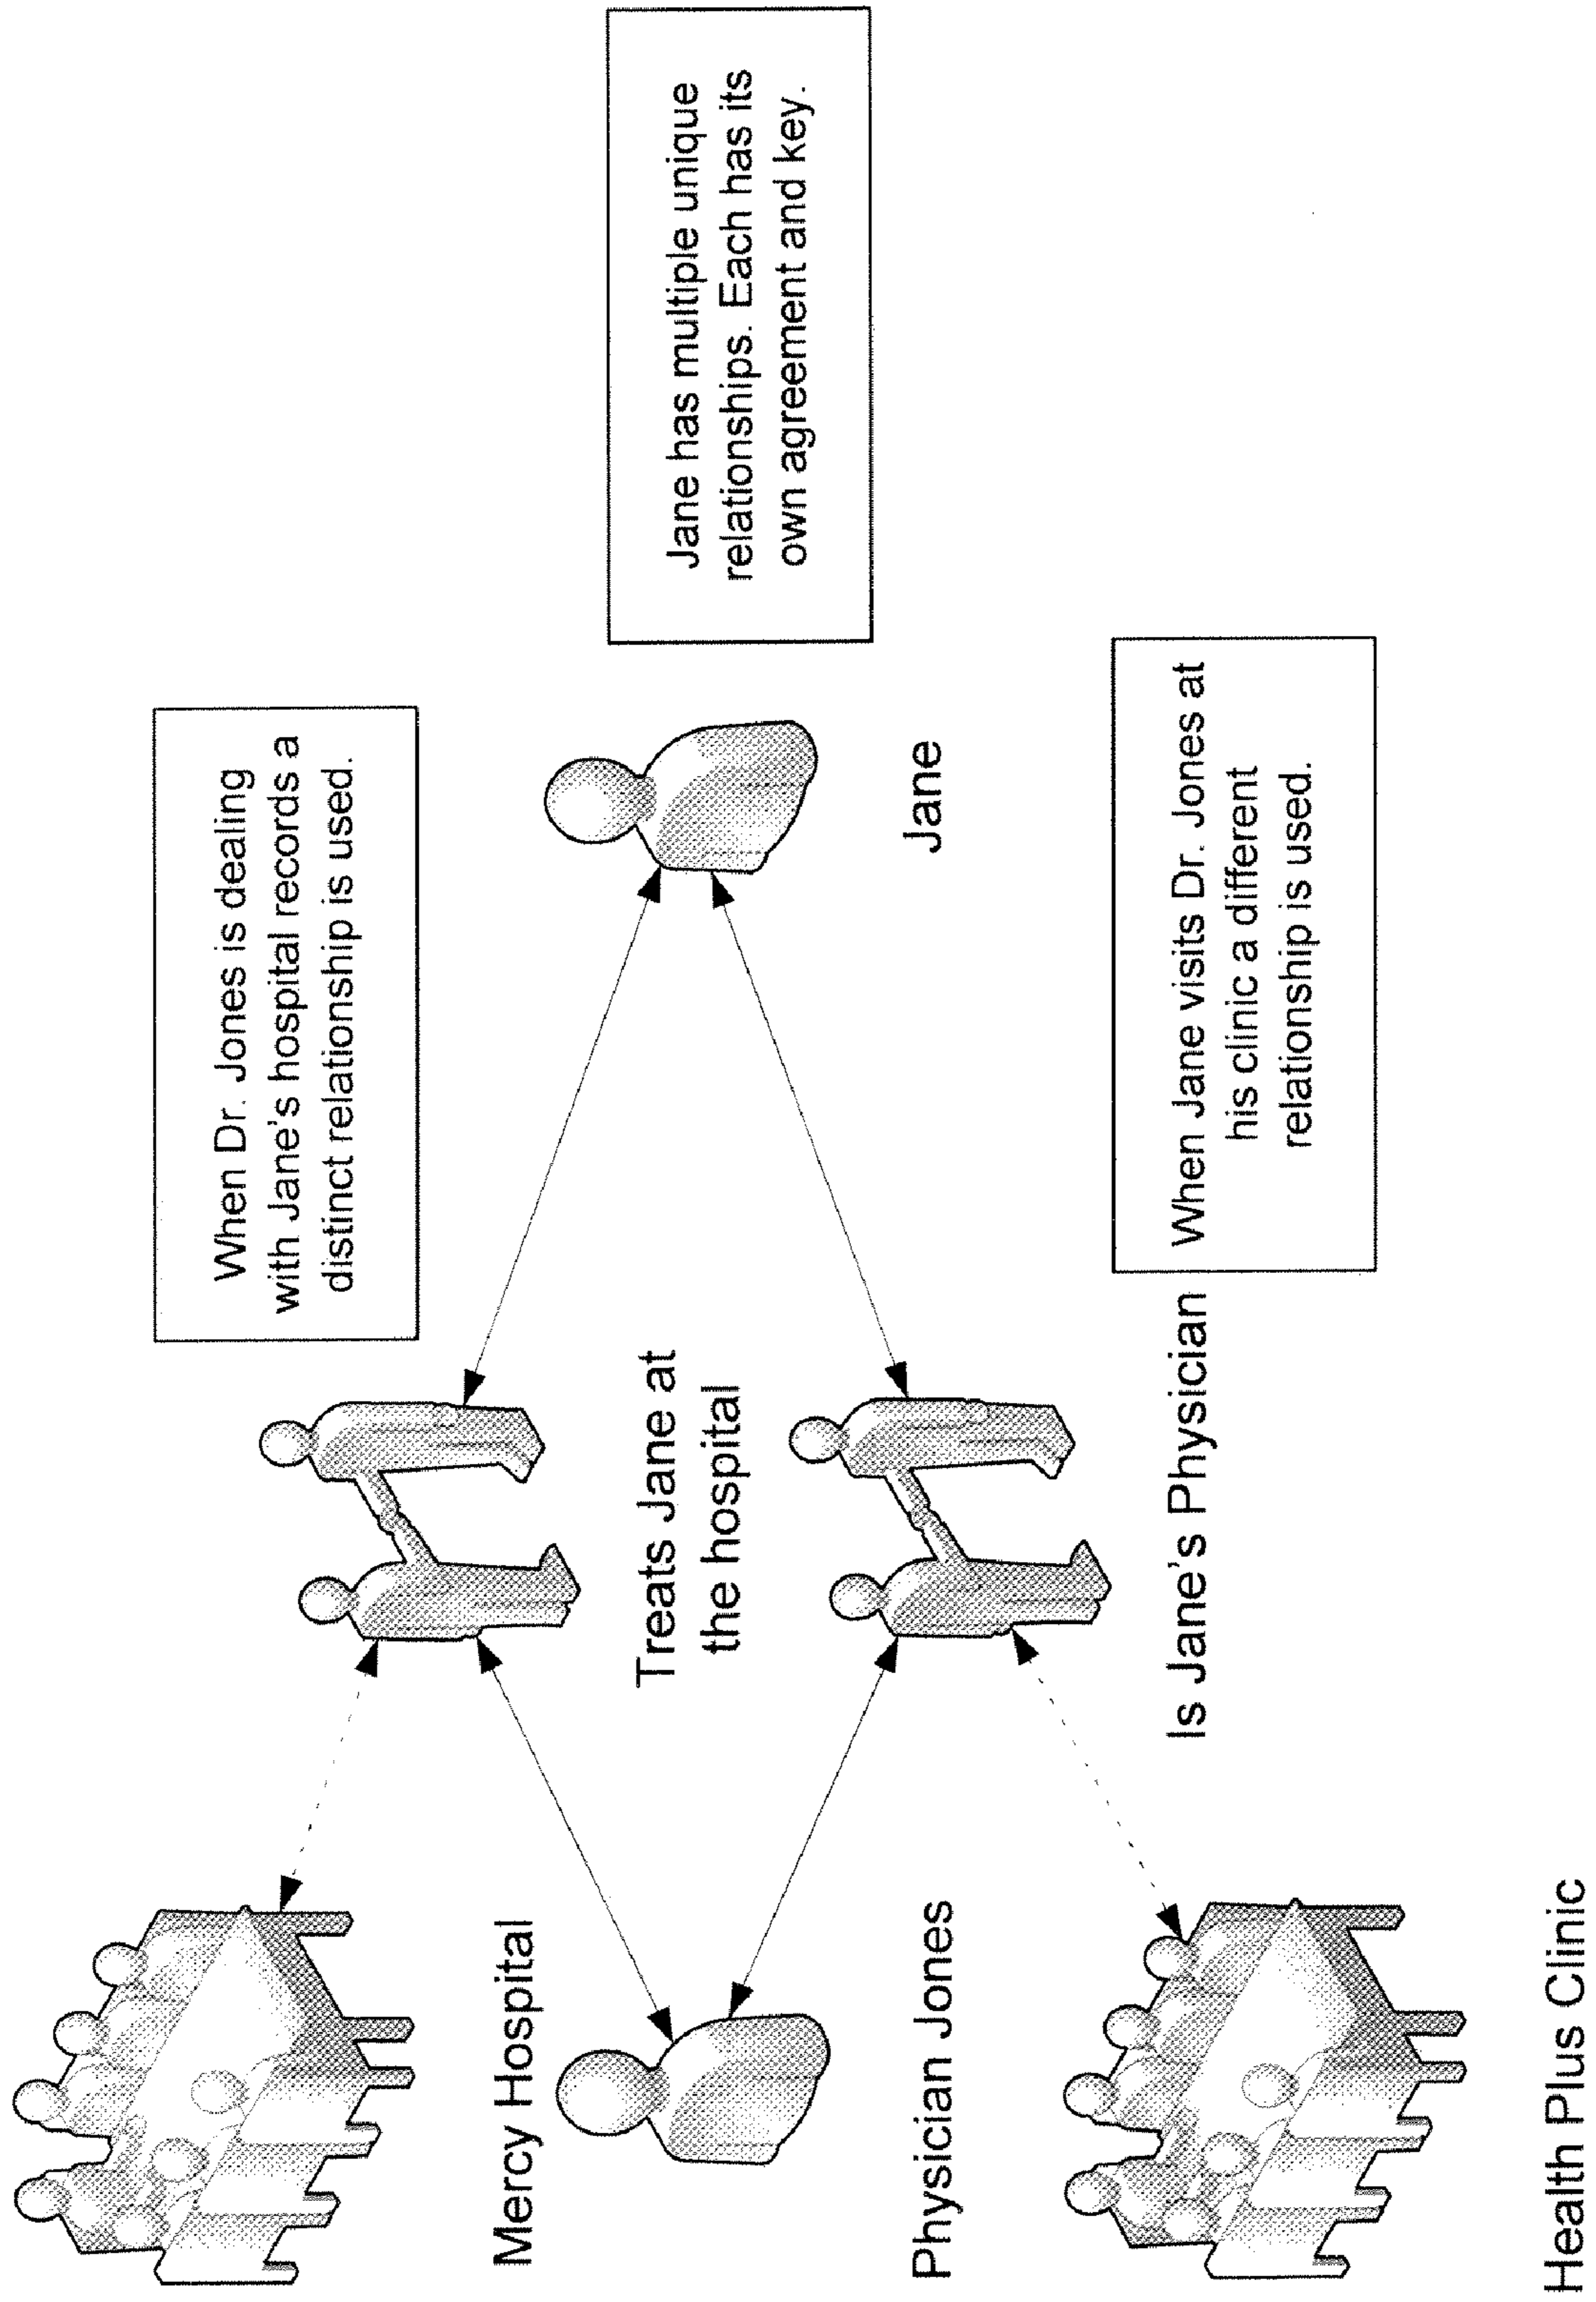 When Dr. Jones is dealing
with Jane's hospital records a
distinct relationship is used.
Mercy Hospital
Treats Jane at
the hospital
Jane has multiple unique
relationships. Each has its
own agreement and key.
Physician Jones
Jane
Is Jane's Physician
When Jane visits Dr. Jones at
his clinic a different
relationship is used.
Health Plus Clinic